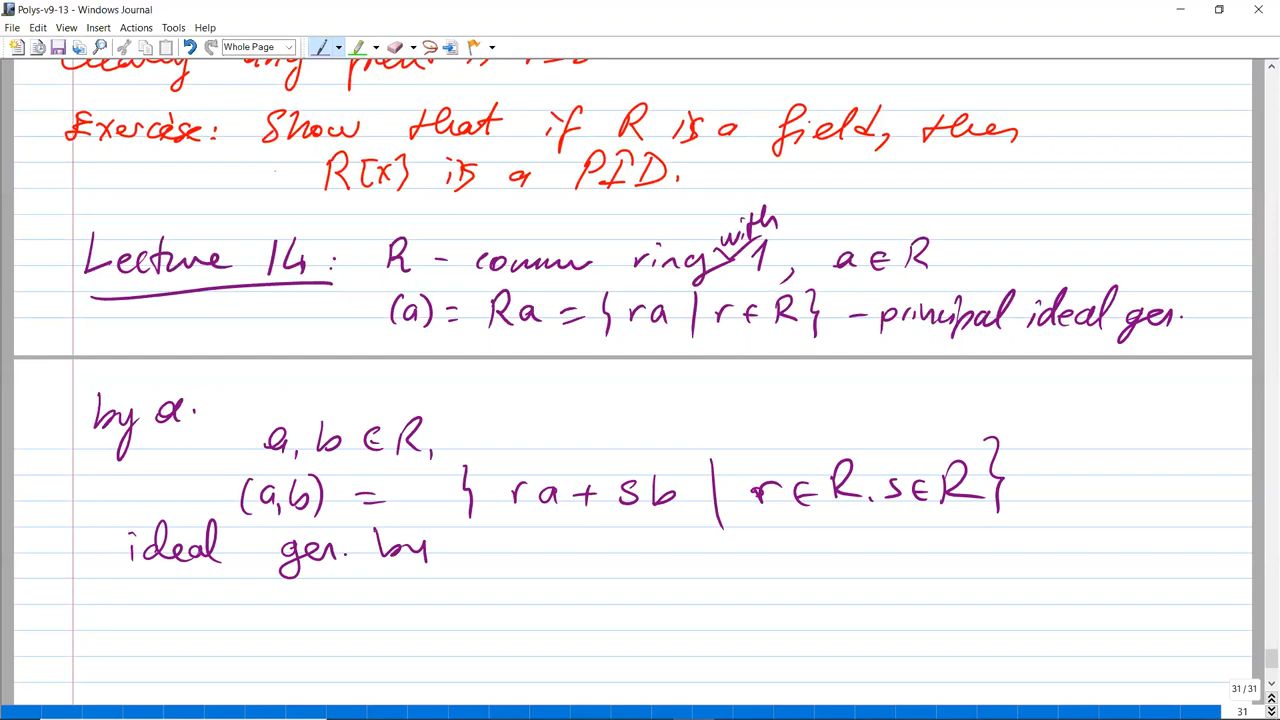 Polys-v9-13 - Windows Journal
File Edit View Insert Actions Tools Help
Whole Page
Clearly any
Exercise: Show that if R is a field, then
R[x] is a PID.
Lecture 14: R - comm ring with 1, a ∈ R
(a) = Ra = { ra | r ∈ R } - principal ideal gen.
by a.
a, b ∈ R,
(a,b) = { ra + sb | r ∈ R, s ∈ R }
ideal gen. by
31 / 31
31